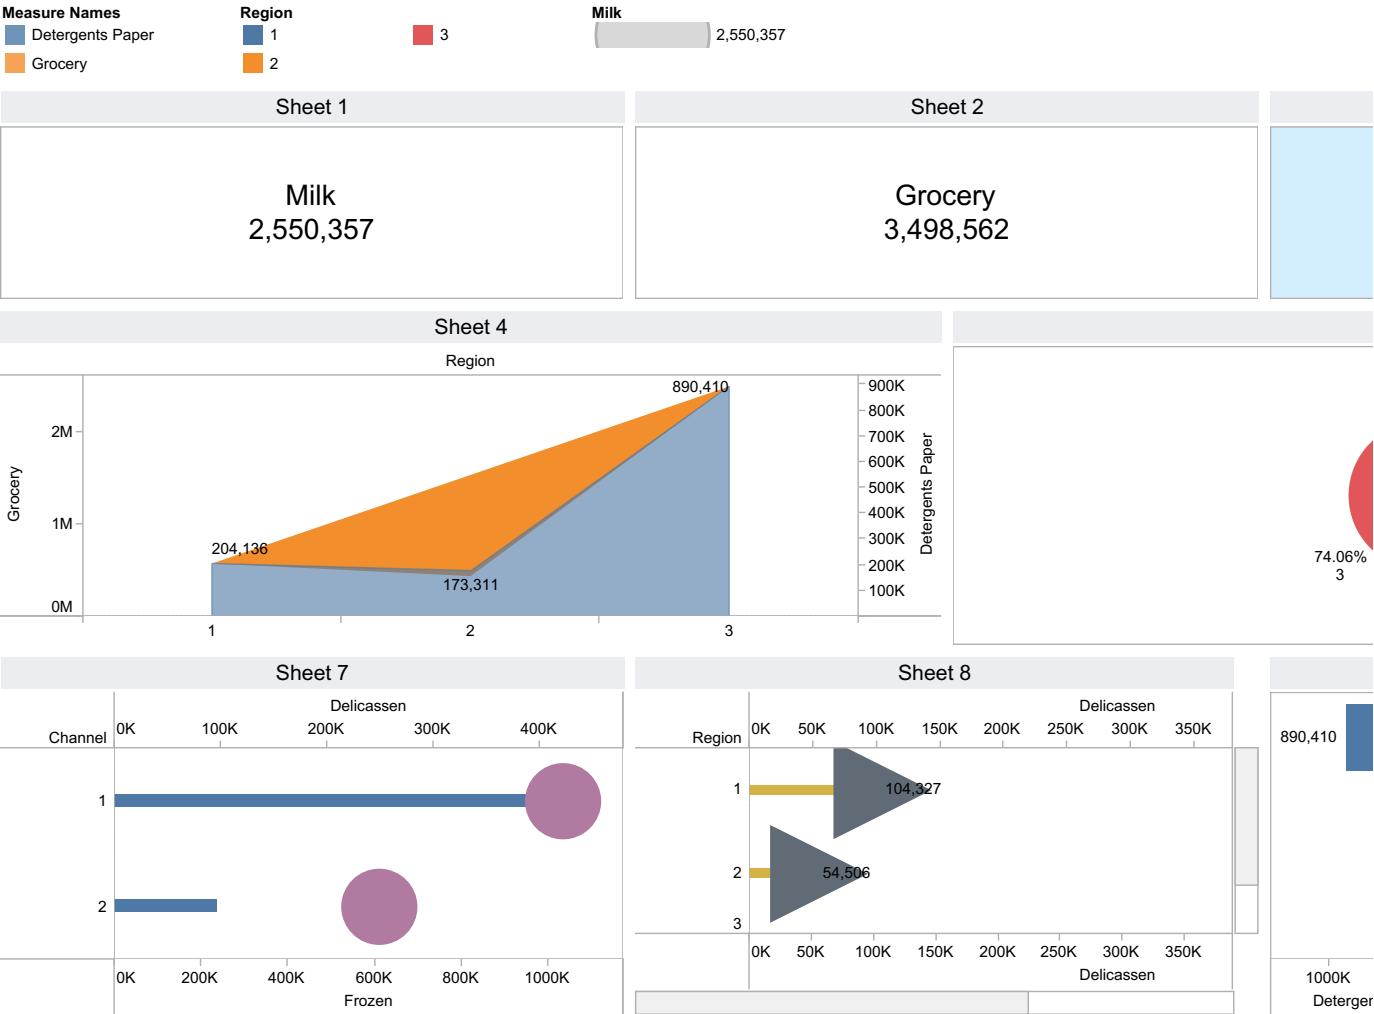 Measure Names
Detergents Paper
Grocery
Region
1
2
3
Milk
2,550,357
Sheet 1
Sheet 2
Milk
2,550,357
Grocery
3,498,562
Sheet 4
Region
890,410
900K
800K
2M
700K
600K
500K
Grocery
Detergents Paper
1M
400K
300K
204,136
200K
173,311
100K
0M
1
2
3
74.06%
3
Sheet 7
Sheet 8
Delicassen
0K 100K 200K 300K 400K
Channel
1
2
0K 200K 400K 600K 800K 1000K
Frozen
Delicassen
0K 50K 100K 150K 200K 250K 300K 350K
Region
1
104,327
2
54,506
3
0K 50K 100K 150K 200K 250K 300K 350K
Delicassen
890,410
1000K